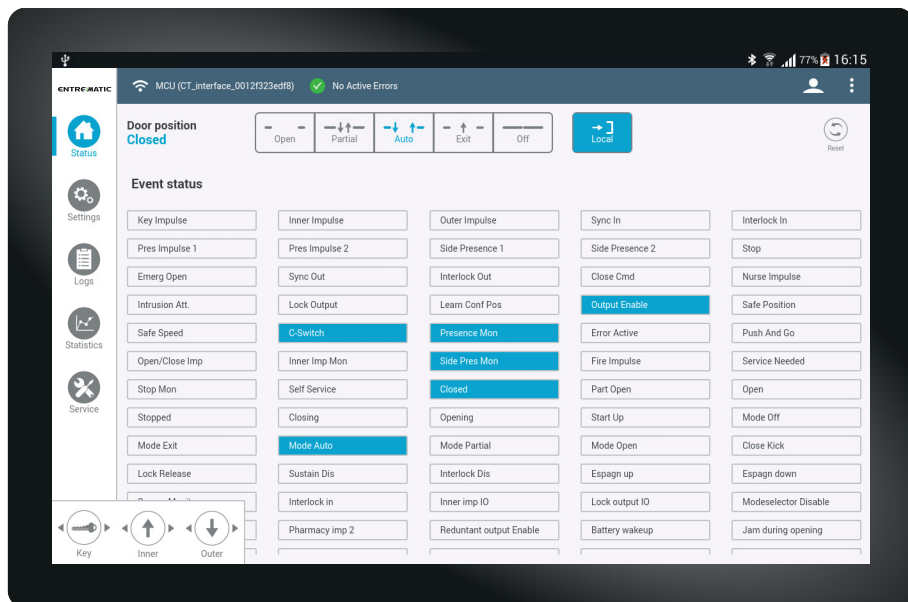 77% 16:15
ENTREMATIC
MCU (CT_interface_0012f323edf8) No Active Errors
Door position
Closed
Open Partial Auto Exit Off
Local
Reset
Status
Event status
Settings
Logs
Statistics
Service
Key Impulse Inner Impulse Outer Impulse Sync In Interlock In
Pres Impulse 1 Pres Impulse 2 Side Presence 1 Side Presence 2 Stop
Emerg Open Sync Out Interlock Out Close Cmd Nurse Impulse
Intrusion Att. Lock Output Learn Conf Pos Output Enable Safe Position
Safe Speed C-Switch Presence Mon Error Active Push And Go
Open/Close Imp Inner Imp Mon Side Pres Mon Fire Impulse Service Needed
Stop Mon Self Service Closed Part Open Open
Stopped Closing Opening Start Up Mode Off
Mode Exit Mode Auto Mode Partial Mode Open Close Kick
Lock Release Sustain Dis Interlock Dis Espagn up Espagn down
Interlock in Inner imp IO Lock output IO Modeselector Disable
Pharmacy imp 2 Reduntant output Enable Battery wakeup Jam during opening
Key Inner Outer